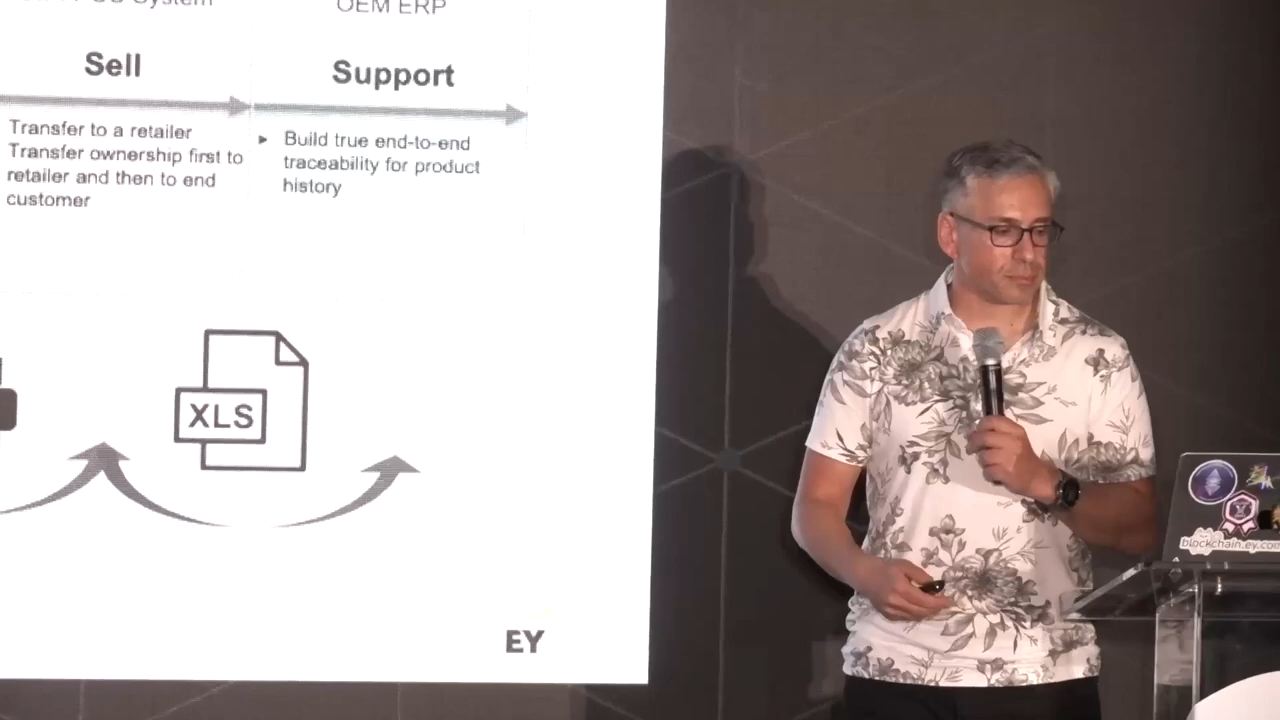 System
OEM ERP
Sell
Support
Transfer to a retailer
Transfer ownership first to
retailer and then to end
customer
Build true end-to-end
traceability for product
history
XLS
EY
blockchain.ey.com